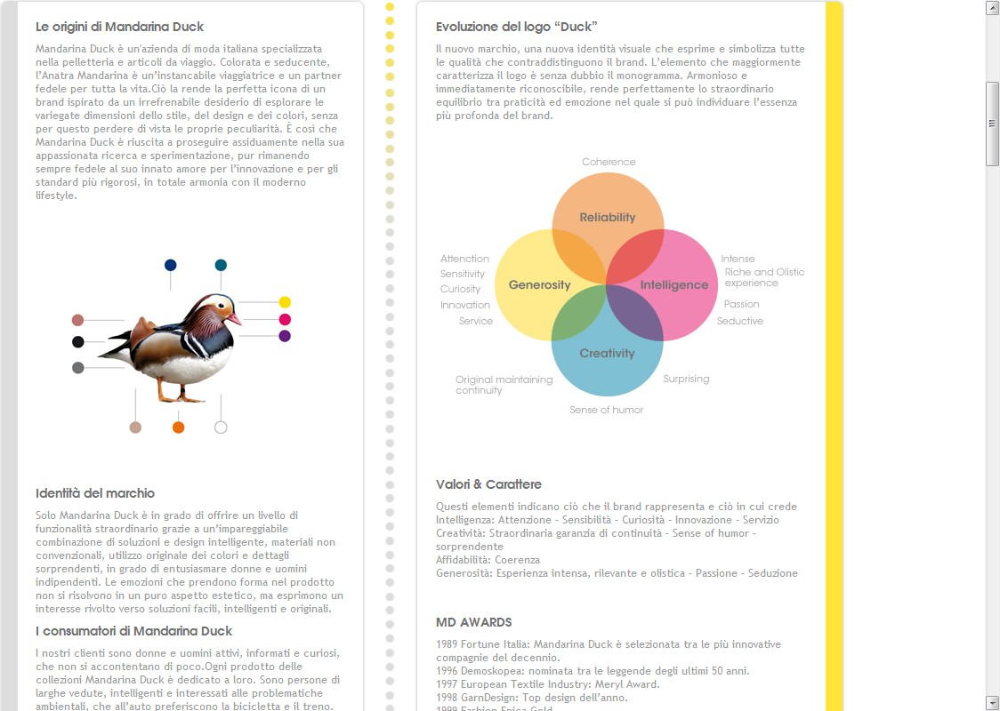 Le origini di Mandarina Duck
Mandarina Duck è un'azienda di moda italiana specializzata
nella pelletteria e articoli da viaggio. Colorata e seducente,
l'Anatra Mandarina è un'instancabile viaggiatrice e un partner
fedele per tutta la vita.Ciò la rende la perfetta icona di un
brand ispirato da un irrefrenabile desiderio di esplorare le
variegate dimensioni dello stile, del design e dei colori, senza
per questo perdere di vista le proprie peculiarità. È così che
Mandarina Duck è riuscita a proseguire assiduamente nella sua
appassionata ricerca e sperimentazione, pur rimanendo
sempre fedele al suo innato amore per l'innovazione e per gli
standard più rigorosi, in totale armonia con il moderno
lifestyle.
Identità del marchio
Solo Mandarina Duck è in grado di offrire un livello di
funzionalità straordinario grazie a un'impareggiabile
combinazione di soluzioni e design intelligente, materiali non
convenzionali, utilizzo originale dei colori e dettagli
sorprendenti, in grado di entusiasmare donne e uomini
indipendenti. Le emozioni che prendono forma nel prodotto
non si risolvono in un puro aspetto estetico, ma esprimono un
interesse rivolto verso soluzioni facili, intelligenti e originali.
I consumatori di Mandarina Duck
I nostri clienti sono donne e uomini attivi, informati e curiosi,
che non si accontentano di poco.Ogni prodotto delle
collezioni Mandarina Duck è dedicato a loro. Sono persone di
larghe vedute, intelligenti e interessati alle problematiche
ambientali, che all'auto preferiscono la bicicletta e il treno.
Evoluzione del logo “Duck”
Il nuovo marchio, una nuova identità visuale che esprime e simbolizza tutte
le qualità che contraddistinguono il brand. L'elemento che maggiormente
caratterizza il logo è senza dubbio il monogramma. Armonioso e
immediatamente riconoscibile, rende perfettamente lo straordinario
equilibrio tra praticità ed emozione nel quale si può individuare l'essenza
più profonda del brand.
Coherence
Reliability
Attenction
Sensitivity
Curiosity
Innovation
Service
Generosity
Intelligence
Intense
Riche and Olistic
experience
Passion
Seductive
Creativity
Original maintaining
continuity
Surprising
Sense of humor
Valori & Carattere
Questi elementi indicano ciò che il brand rappresenta e ciò in cui crede
Intelligenza: Attenzione - Sensibilità - Curiosità - Innovazione - Servizio
Creatività: Straordinaria garanzia di continuità - Sense of humor -
sorprendente
Affidabilità: Coerenza
Generosità: Esperienza intensa, rilevante e olistica - Passione - Seduzione
MD AWARDS
1989 Fortune Italia: Mandarina Duck è selezionata tra le più innovative
compagnie del decennio.
1996 Demoskopea: nominata tra le leggende degli ultimi 50 anni.
1997 European Textile Industry: Meryl Award.
1998 GarnDesign: Top design dell'anno.
1999 Fashion Epica Gold